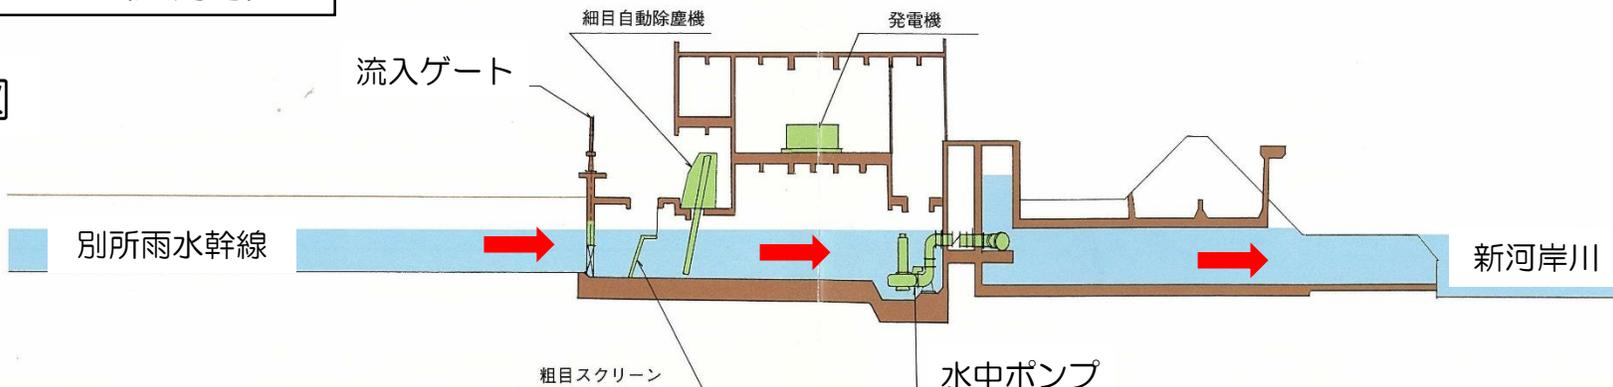 細目自動除塵機
発電機
流入ゲート
別所雨水幹線
新河岸川
粗目スクリーン
水中ポンプ